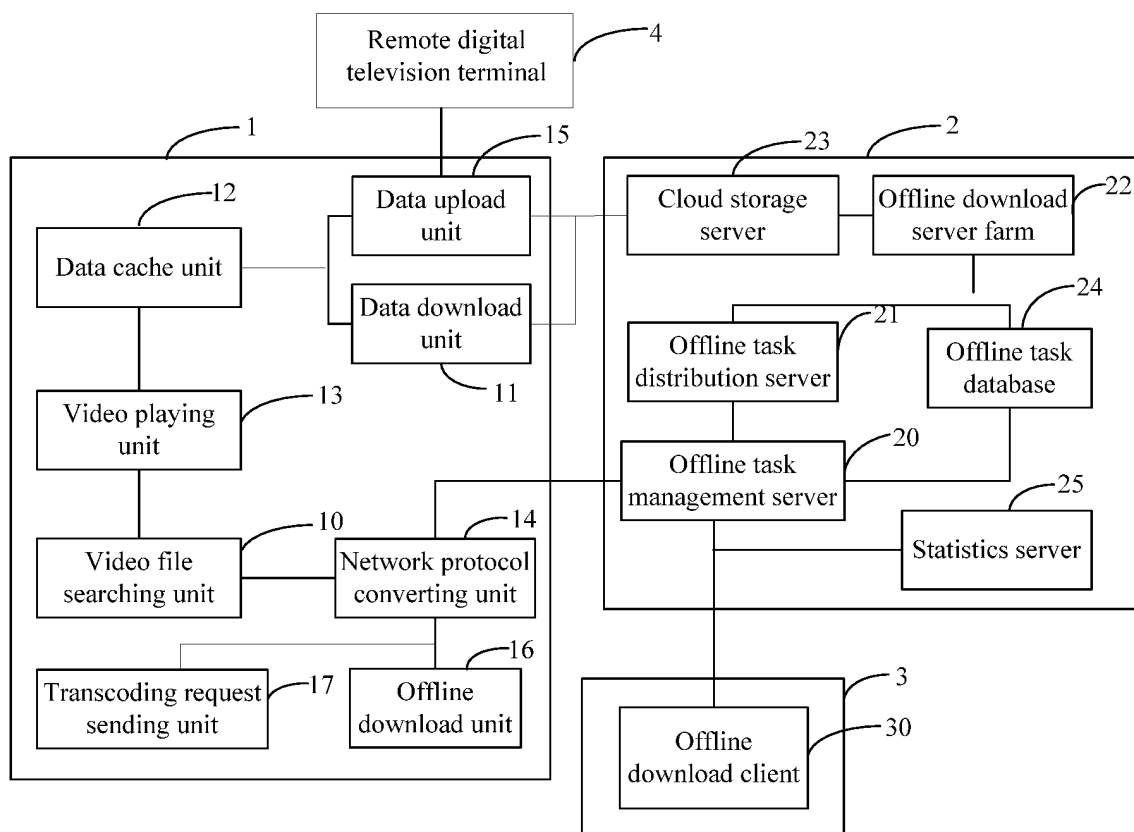 Remote digital
television terminal
4
1
15
2
23
12
Data upload
unit
Cloud storage
server
Offline download
server farm
22
Data cache unit
Data download
unit
11
21
24
Offline task
distribution server
Offline task
database
Video playing
unit
13
20
Offline task
management server
25
10
14
Video file
searching unit
Network protocol
converting unit
Statistics server
16
Transcoding request
sending unit
17
Offline
download unit
3
Offline
download client
30